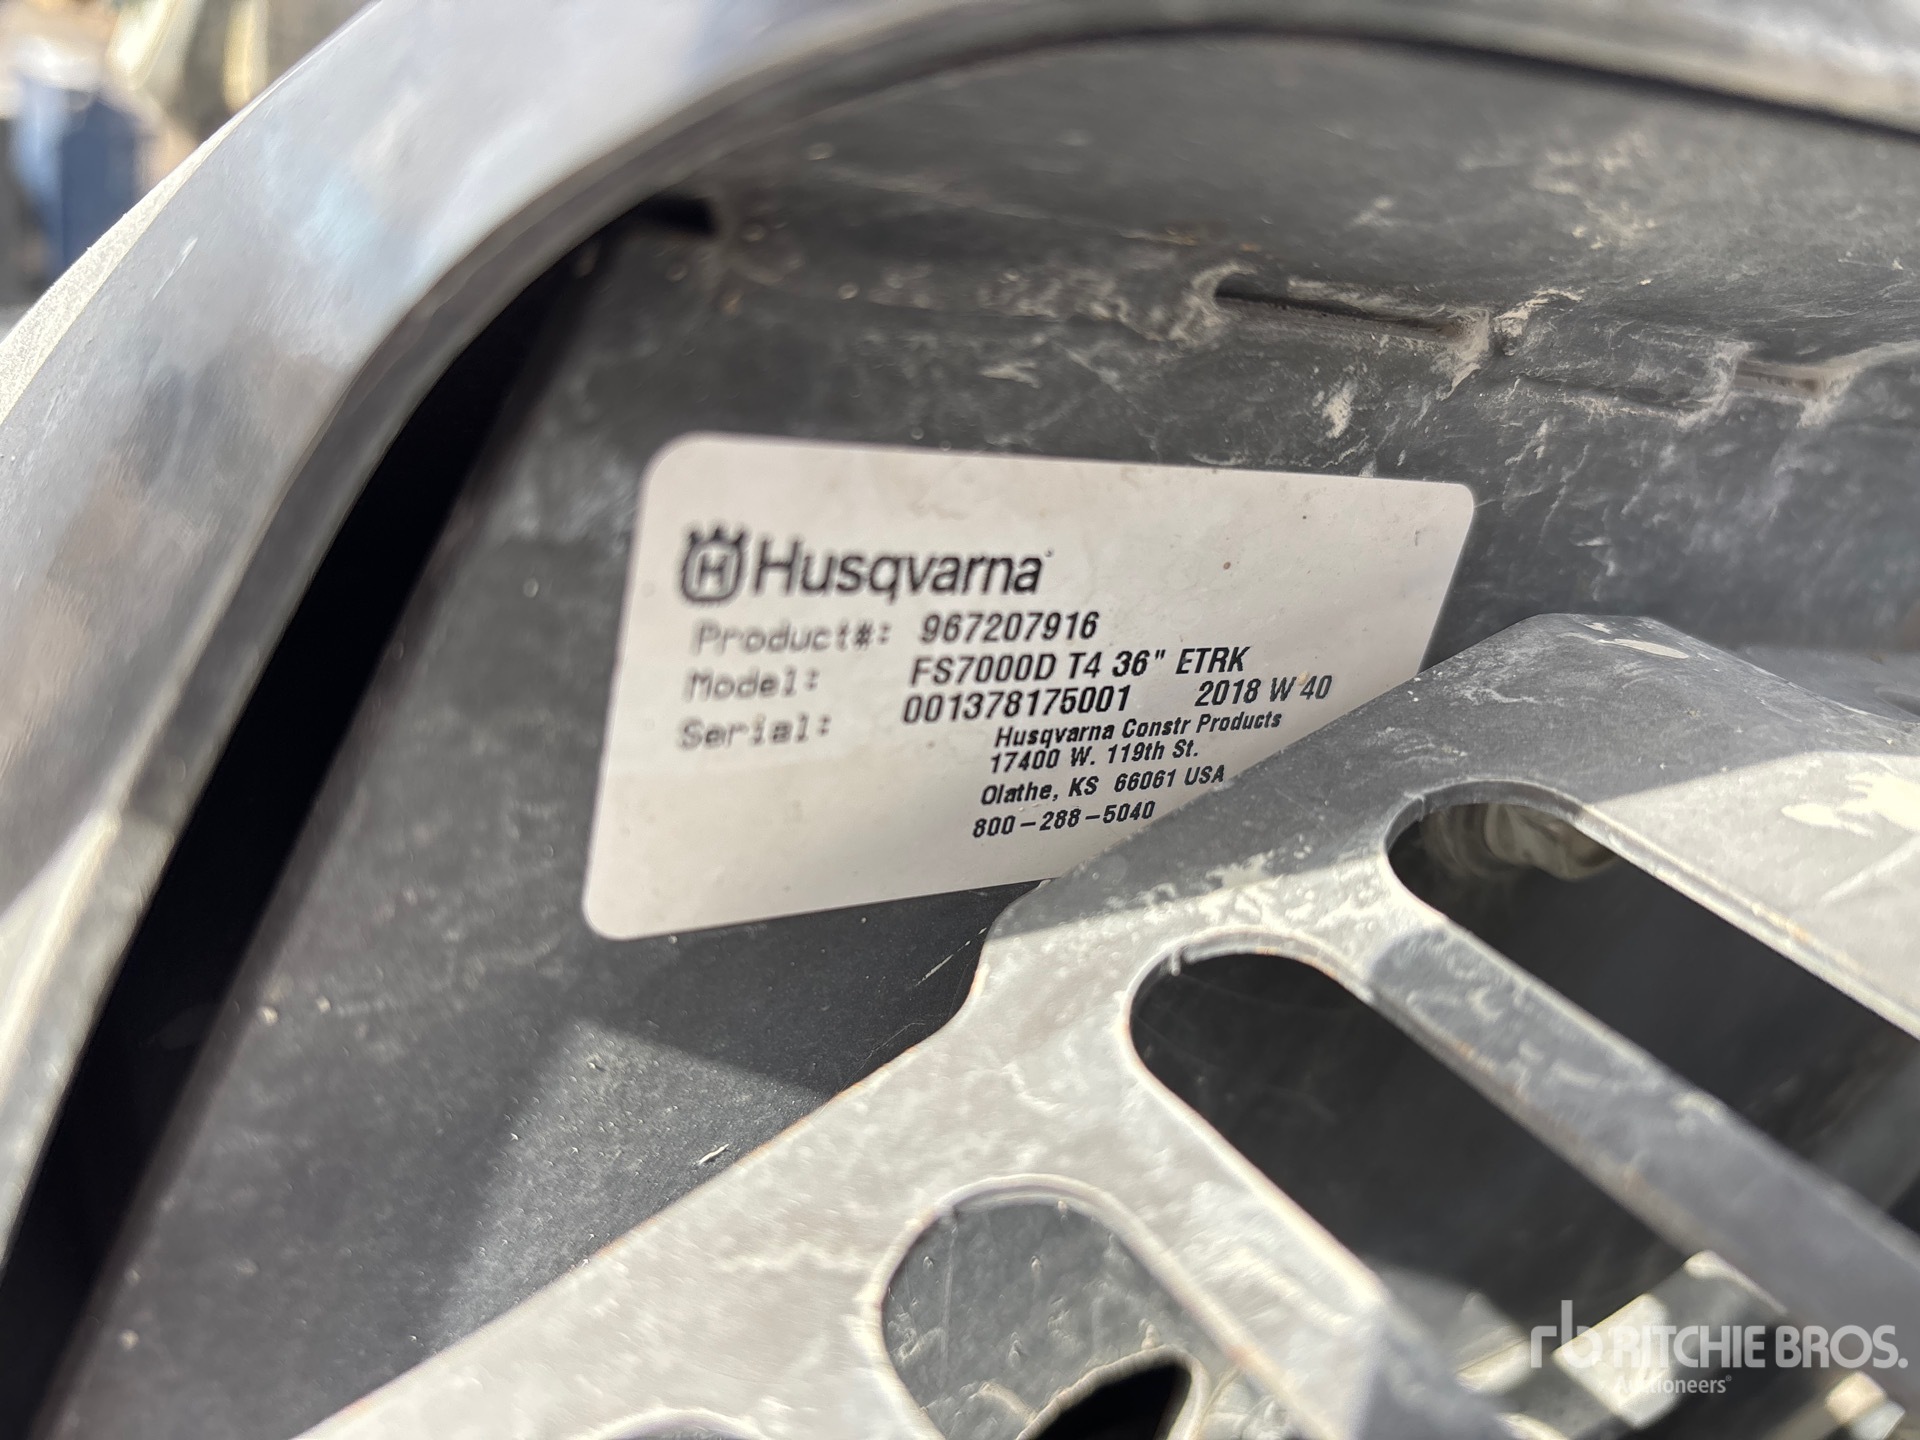 Husqvarna
Product#: 967207916
Model: FS7000D T4 36" ETRK
Serial: 001378175001 2018 W 40
Husqvarna Constr Products
17400 W. 119th St.
Olathe, KS 66061 USA
800-288-5040
rb RITCHIE BROS.
Auctioneers